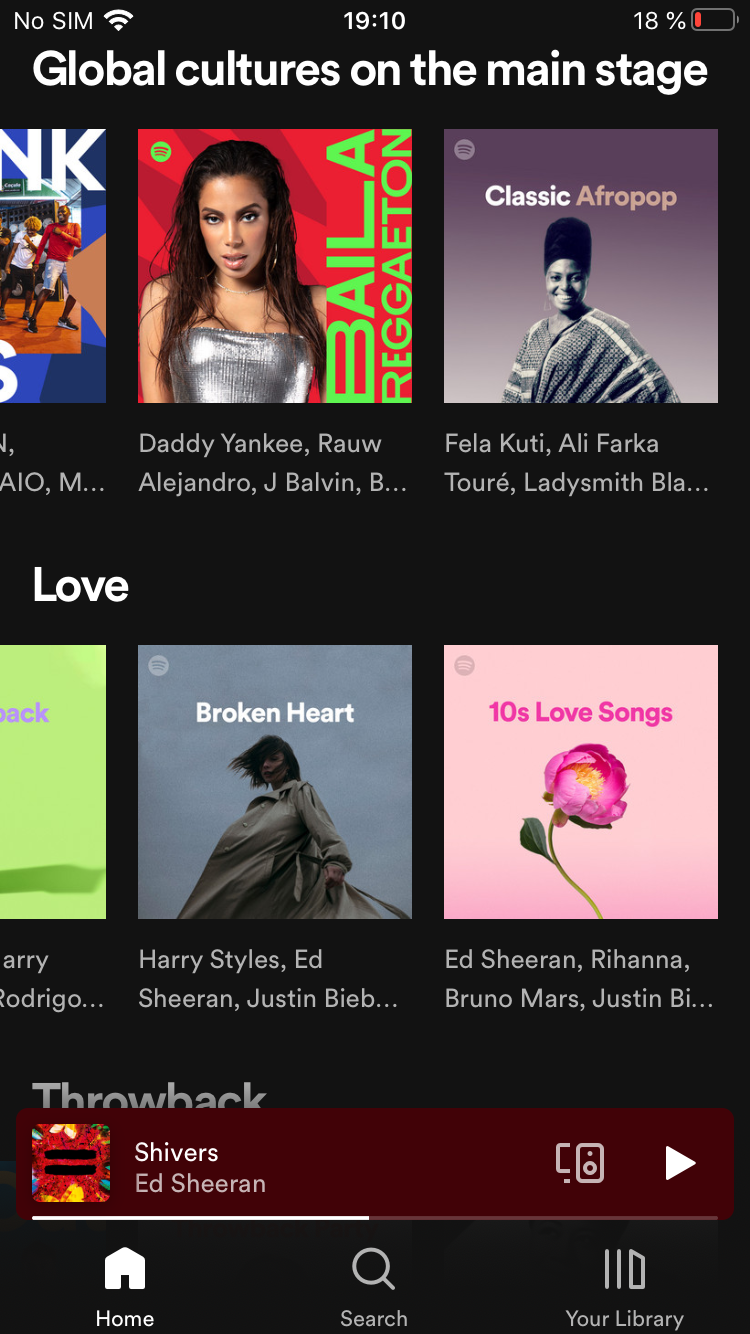 No SIM 19:10 18 %
Global cultures on the main stage
NK
S
BAILA
REGGAETON
Classic Afropop
N,
AIO, M...
Daddy Yankee, Rauw
Alejandro, J Balvin, B...
Fela Kuti, Ali Farka
Touré, Ladysmith Bla...
Love
back
Broken Heart
10s Love Songs
arry
Rodrigo...
Harry Styles, Ed
Sheeran, Justin Bieb...
Ed Sheeran, Rihanna,
Bruno Mars, Justin Bi...
Throwback
Shivers
Ed Sheeran
Home
Search
Your Library